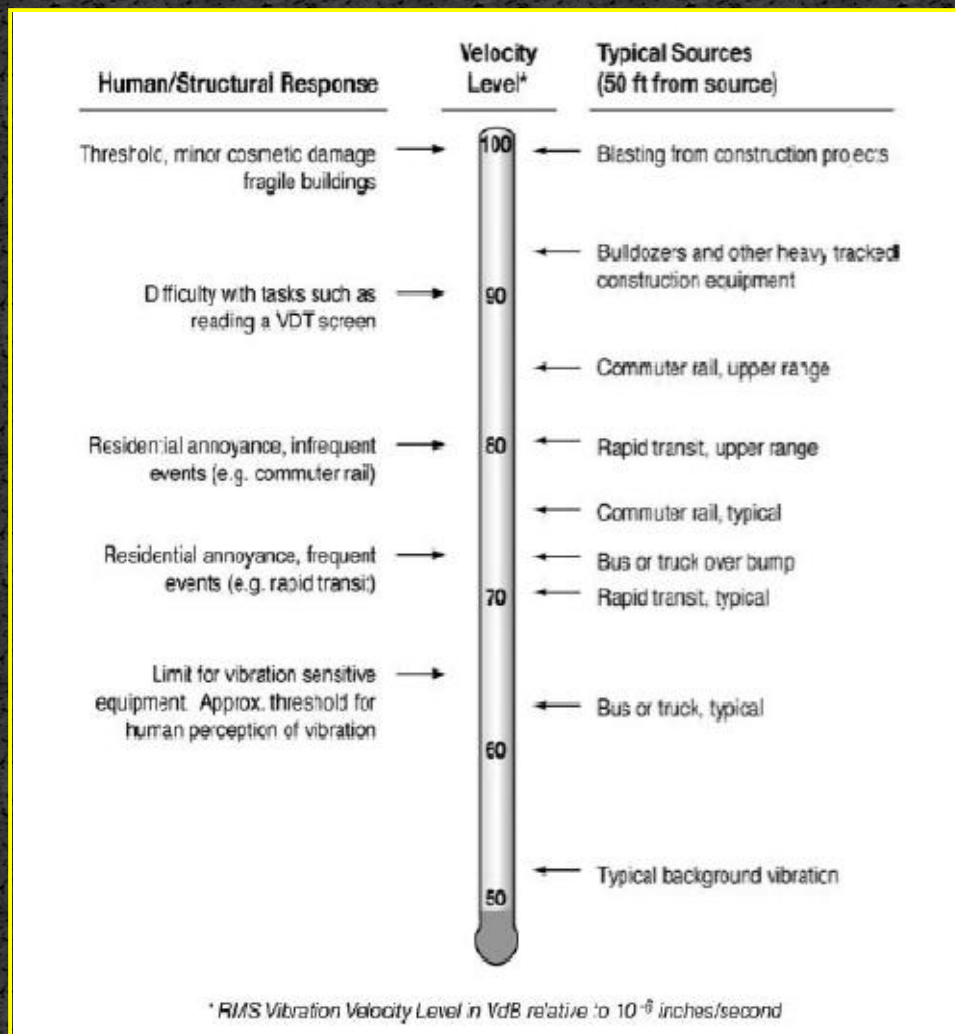 Human/Structural Response
Velocity
Level*
Typical Sources
(50 ft from source)
Threshold, minor cosmetic damage
fragile buildings
100
Blasting from construction projects
Bulldozers and other heavy tracked
construction equipment
Difficulty with tasks such as
reading a VDT screen
90
Commuter rail, upper range
Residential annoyance, infrequent
events (e.g. commuter rail)
80
Rapid transit, upper range
Commuter rail, typical
Residential annoyance, frequent
events (e.g. rapid transit)
Bus or truck over bump
70
Rapid transit, typical
Limit for vibration sensitive
equipment. Approx. threshold for
human perception of vibration
Bus or truck, typical
60
Typical background vibration
50
* RMS Vibration Velocity Level in VdB relative to 10⁻⁶ inches/second